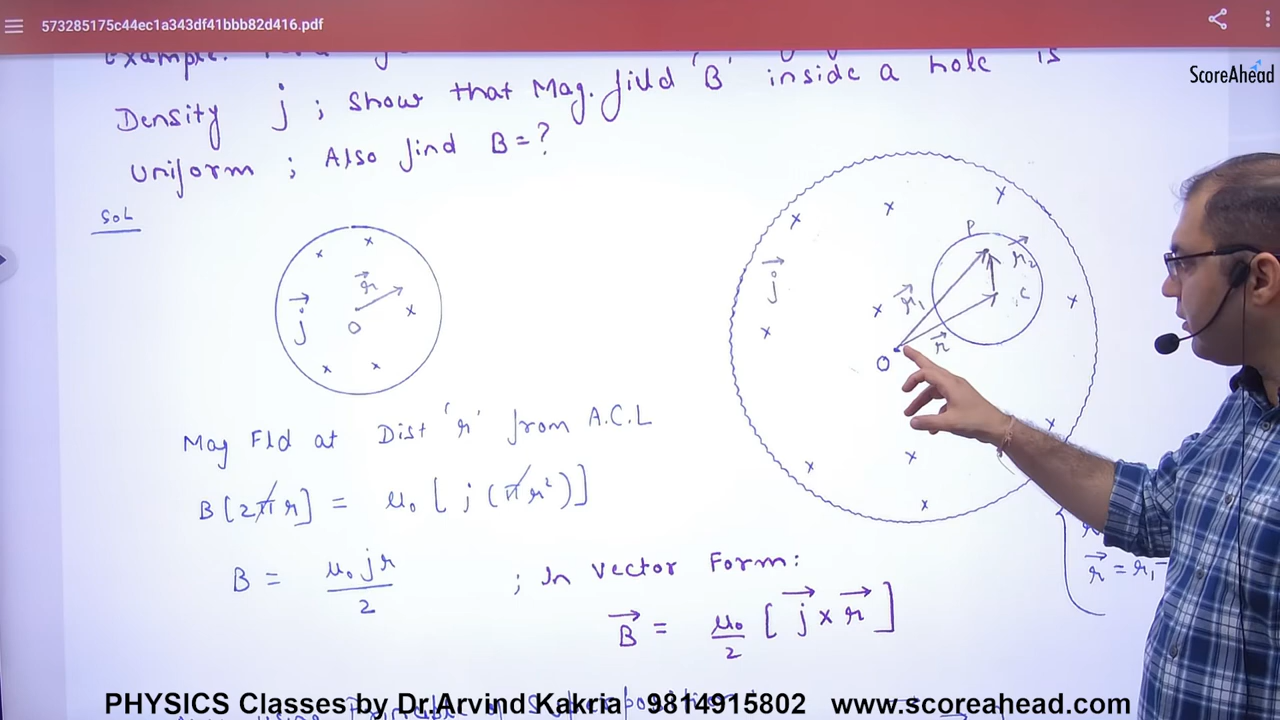 573285175c44ec1a343df41bbb82d416.pdf
ScoreAhead
Example:
Density j ; Show that Mag. field 'B' inside a hole is
uniform ; Also find B=?
Sol
j
r
O
P
r₂
r₁
C
r
O
j
Mag Fld at Dist 'r' from A.C.L
B[2πr] = μ₀ [ j (πr²)]
B = μ₀ j r / 2 ; In Vector Form:
B = μ₀/2 [ j × r ]
r = r₁ -
PHYSICS Classes by Dr.Arvind Kakria 9814915802 www.scoreahead.com